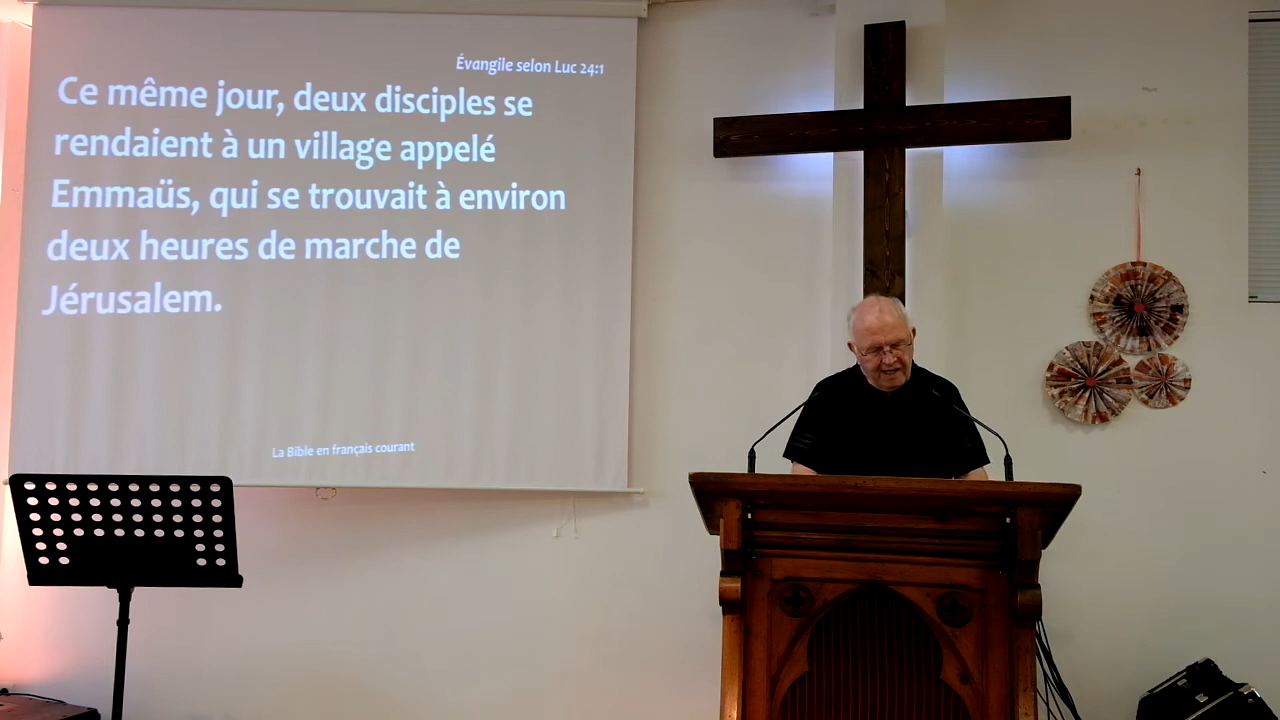 Évangile selon Luc 24:1
Ce même jour, deux disciples se
rendaient à un village appelé
Emmaüs, qui se trouvait à environ
deux heures de marche de
Jérusalem.
La Bible en français courant